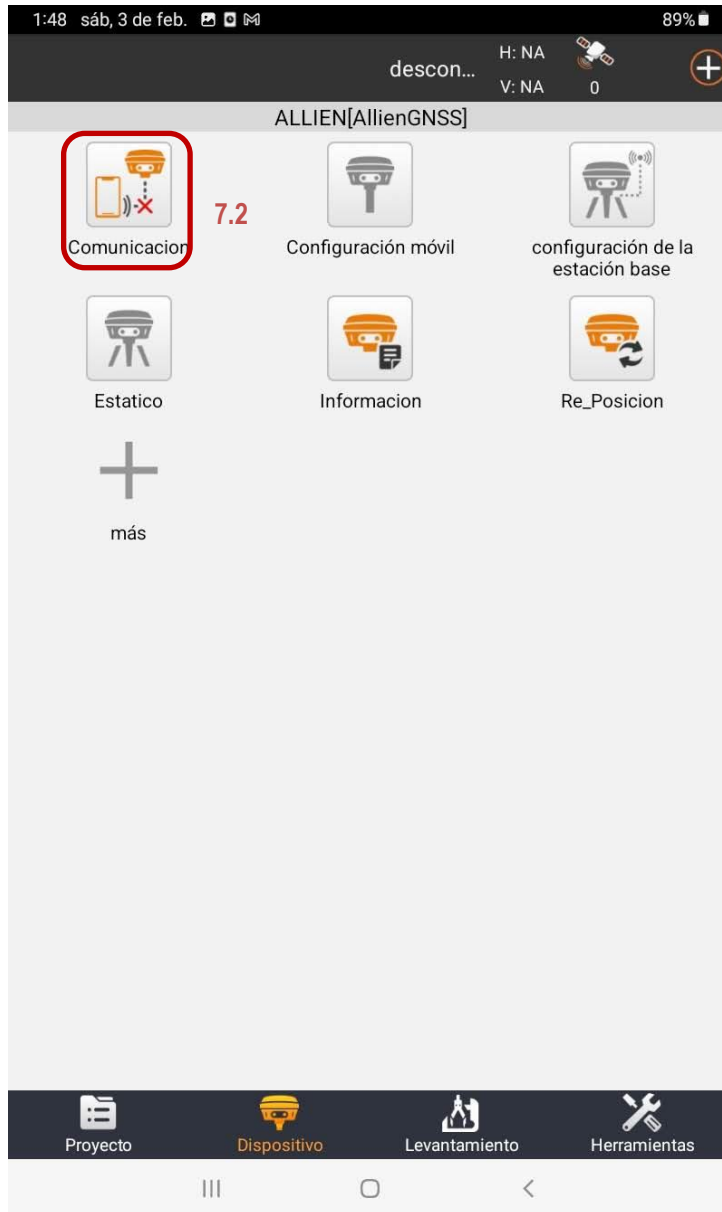 1:48 sáb, 3 de feb. 89%
descon... H: NA
V: NA 0
ALLIEN[AllienGNSS]
7.2
Comunicacion Configuración móvil configuración de la
estación base
Estatico Informacion Re_Posicion
más
Proyecto Dispositivo Levantamiento Herramientas